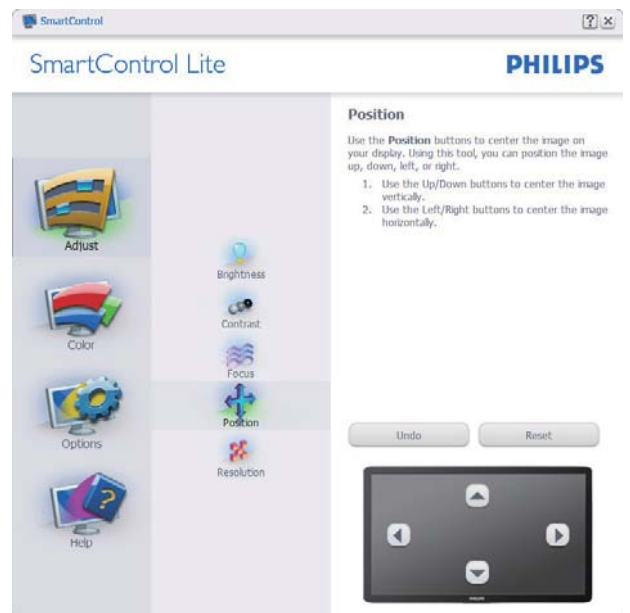 SmartControl
SmartControl Lite
PHILIPS
Adjust
Color
Options
Help
Brightness
Contrast
Focus
Position
Resolution
Position
Use the Position buttons to center the image on
your display. Using this tool, you can position the image
up, down, left, or right.
1. Use the Up/Down buttons to center the image
vertically.
2. Use the Left/Right buttons to center the image
horizontally.
Undo
Reset
PHILIPS